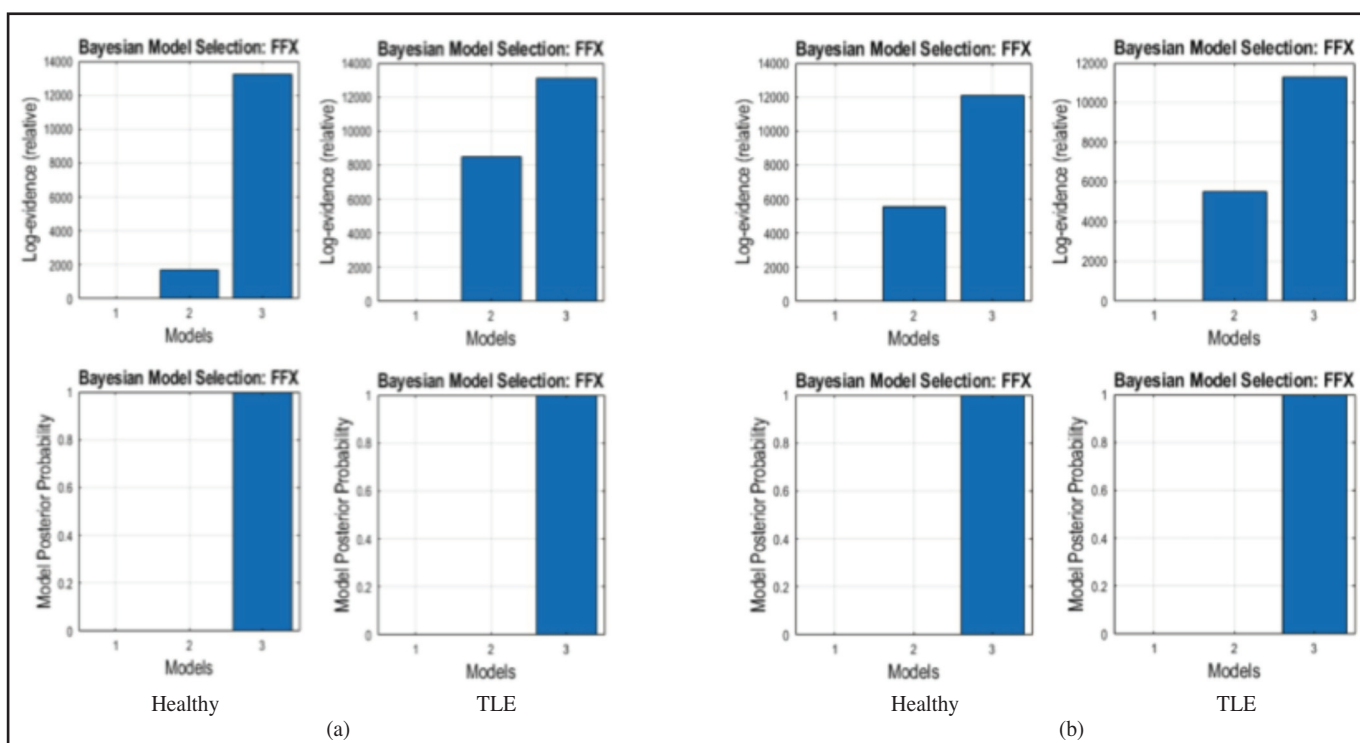 Bayesian Model Selection: FFX
Log-evidence (relative)
14000
12000
10000
8000
6000
4000
2000
0
1 2 3
Models
Bayesian Model Selection: FFX
Log-evidence (relative)
14000
12000
10000
8000
6000
4000
2000
0
1 2 3
Models
Bayesian Model Selection: FFX
Model Posterior Probability
1
0.8
0.6
0.4
0.2
0
1 2 3
Models
Bayesian Model Selection: FFX
Model Posterior Probability
1
0.8
0.6
0.4
0.2
0
1 2 3
Models
Healthy TLE
(a)
Bayesian Model Selection: FFX
Log-evidence (relative)
14000
12000
10000
8000
6000
4000
2000
0
1 2 3
Models
Bayesian Model Selection: FFX
Log-evidence (relative)
12000
10000
8000
6000
4000
2000
0
1 2 3
Models
Bayesian Model Selection: FFX
Model Posterior Probability
1
0.8
0.6
0.4
0.2
0
1 2 3
Models
Bayesian Model Selection: FFX
Model Posterior Probability
1
0.8
0.6
0.4
0.2
0
1 2 3
Models
Healthy TLE
(b)